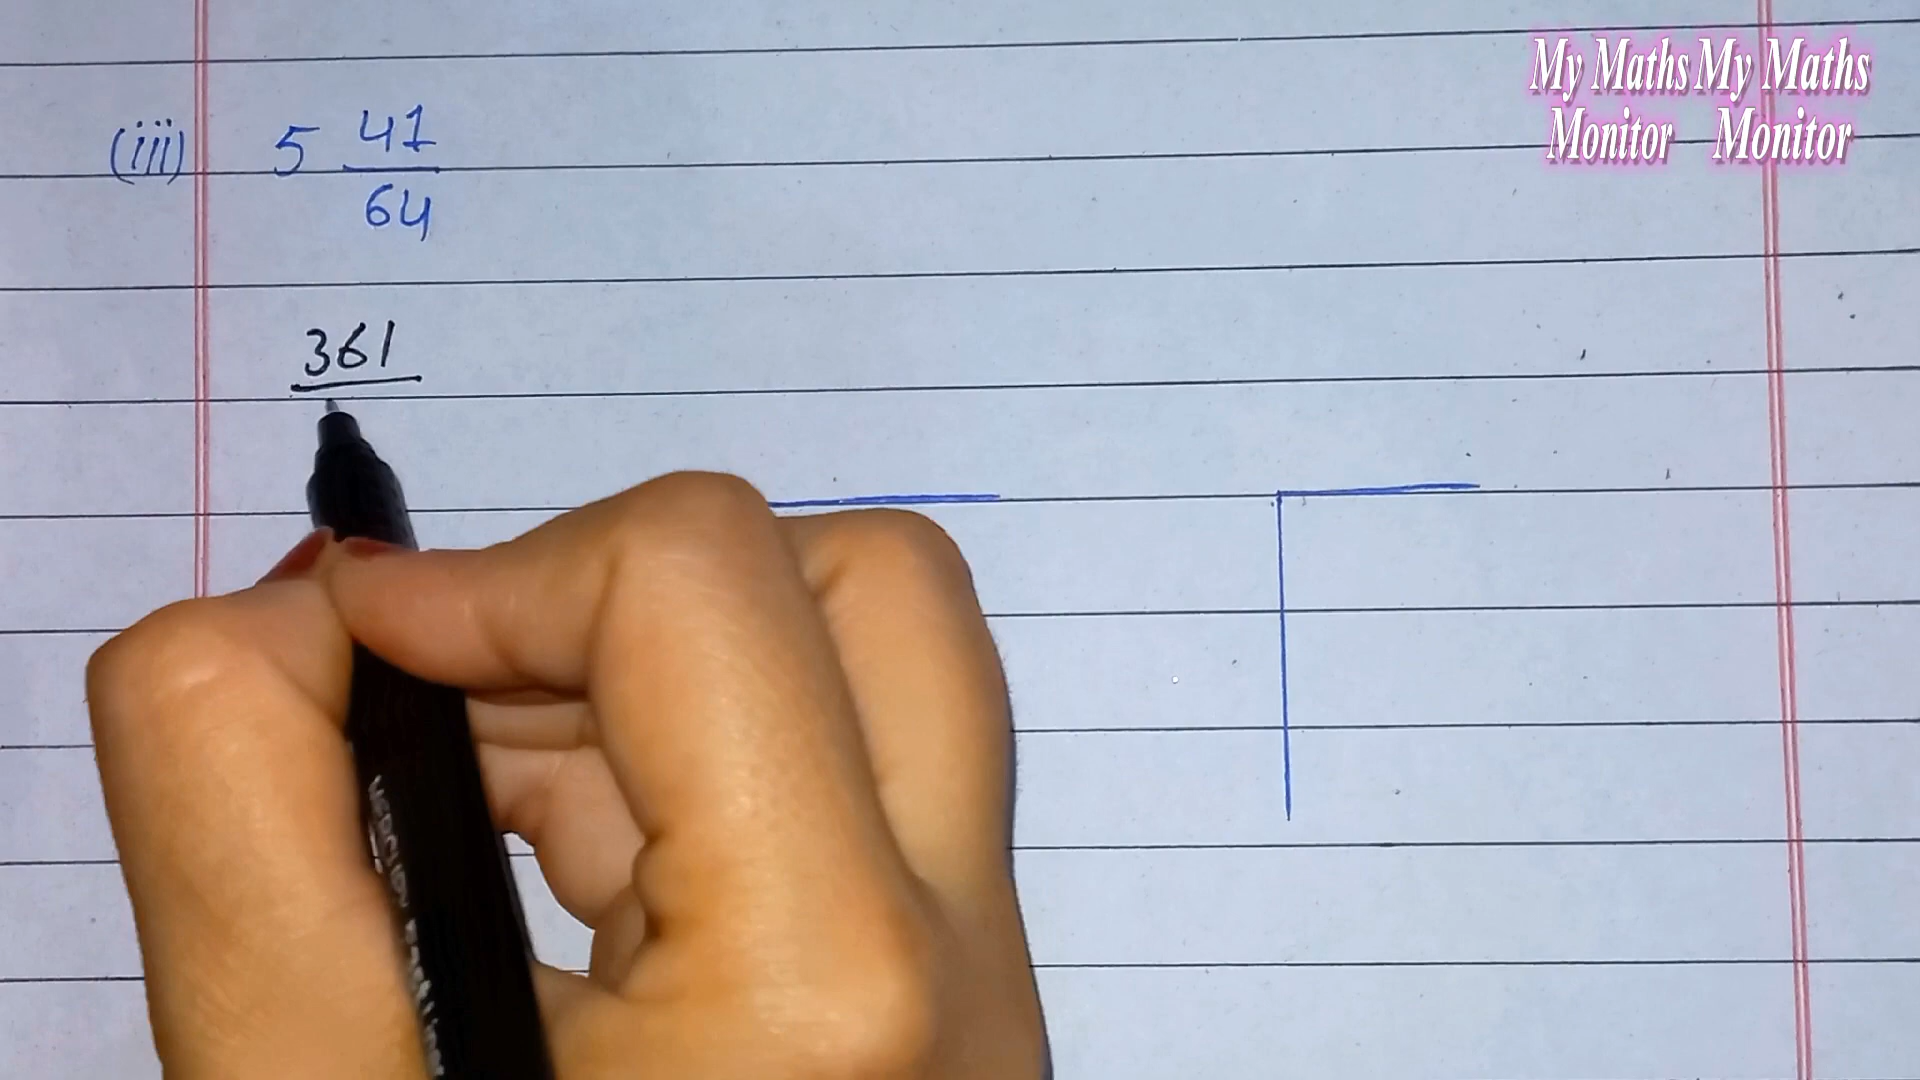 My Maths My Maths
Monitor Monitor
(iii) 5 41
64
361